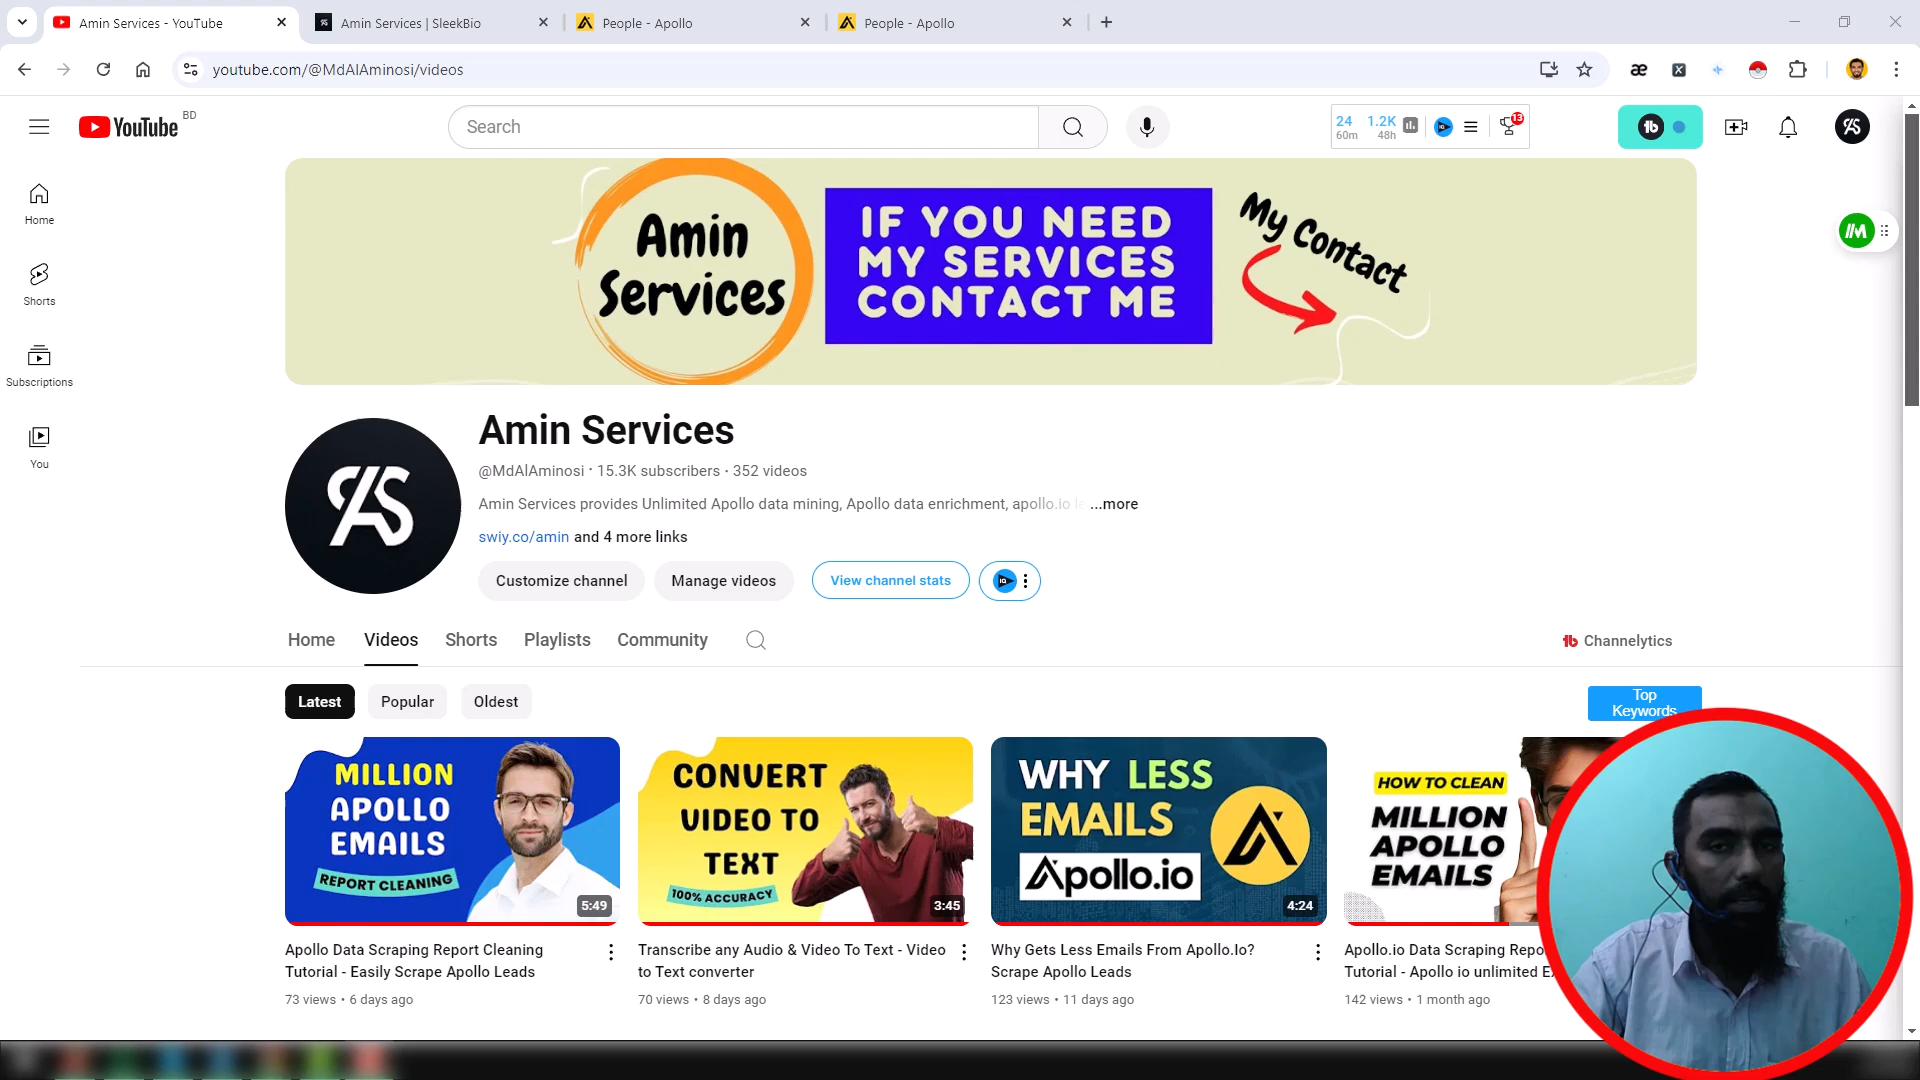 Amin Services - YouTube
Amin Services | SleekBio
People - Apollo
People - Apollo
youtube.com/@MdAlAminosi/videos
YouTube
BD
Search
24
60m
1.2K
48h
13
Home
Shorts
Subscriptions
You
Amin
Services
IF YOU NEED
MY SERVICES
CONTACT ME
My Contact
Amin Services
@MdAlAminosi • 15.3K subscribers • 352 videos
Amin Services provides Unlimited Apollo data mining, Apollo data enrichment, apollo.io le ...more
swiy.co/amin and 4 more links
Customize channel
Manage videos
View channel stats
Home
Videos
Shorts
Playlists
Community
Channelytics
Latest
Popular
Oldest
Top
Keywords
MILLION
APOLLO
EMAILS
REPORT CLEANING
5:49
CONVERT
VIDEO TO
TEXT
100% ACCURACY
3:45
WHY LESS
EMAILS
Apollo.io
4:24
HOW TO CLEAN
MILLION
APOLLO
EMAILS
Apollo Data Scraping Report Cleaning
Tutorial - Easily Scrape Apollo Leads
73 views • 6 days ago
Transcribe any Audio & Video To Text - Video
to Text converter
70 views • 8 days ago
Why Gets Less Emails From Apollo.Io?
Scrape Apollo Leads
123 views • 11 days ago
Apollo.io Data Scraping Repo
Tutorial - Apollo io unlimited E
142 views • 1 month ago